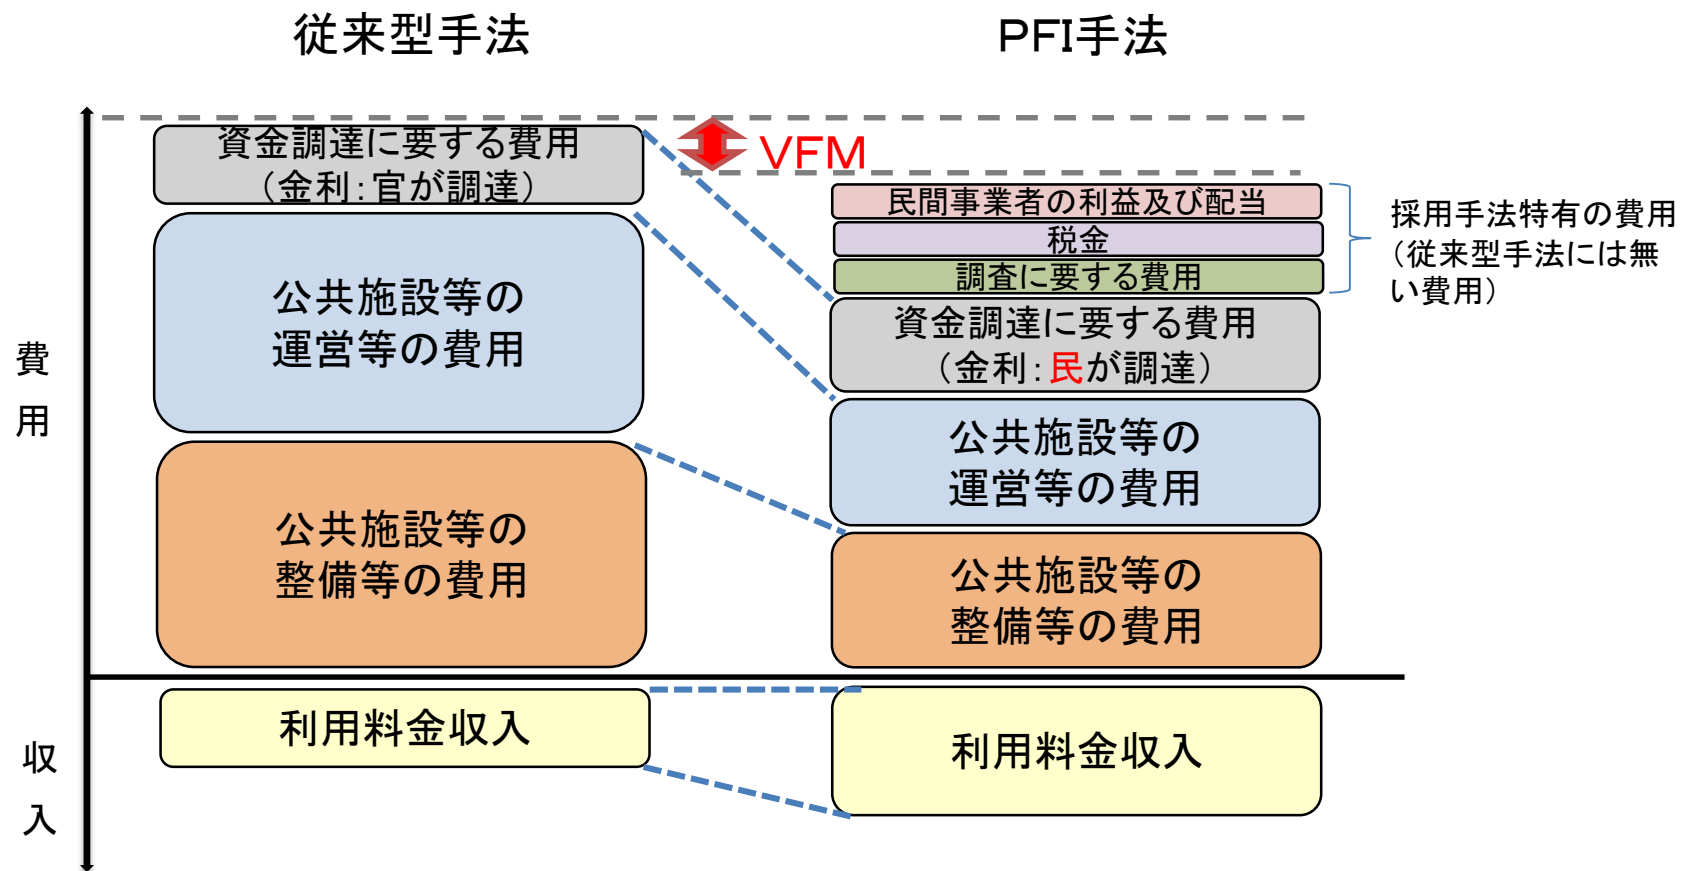 従来型手法
PFI手法
資金調達に要する費用
（金利：官が調達）
公共施設等の
運営等の費用
公共施設等の
整備等の費用
利用料金収入
VFM
民間事業者の利益及び配当
税金
調査に要する費用
資金調達に要する費用
（金利：民が調達）
公共施設等の
運営等の費用
公共施設等の
整備等の費用
利用料金収入
採用手法特有の費用
（従来型手法には無
い費用）
費
用
収
入